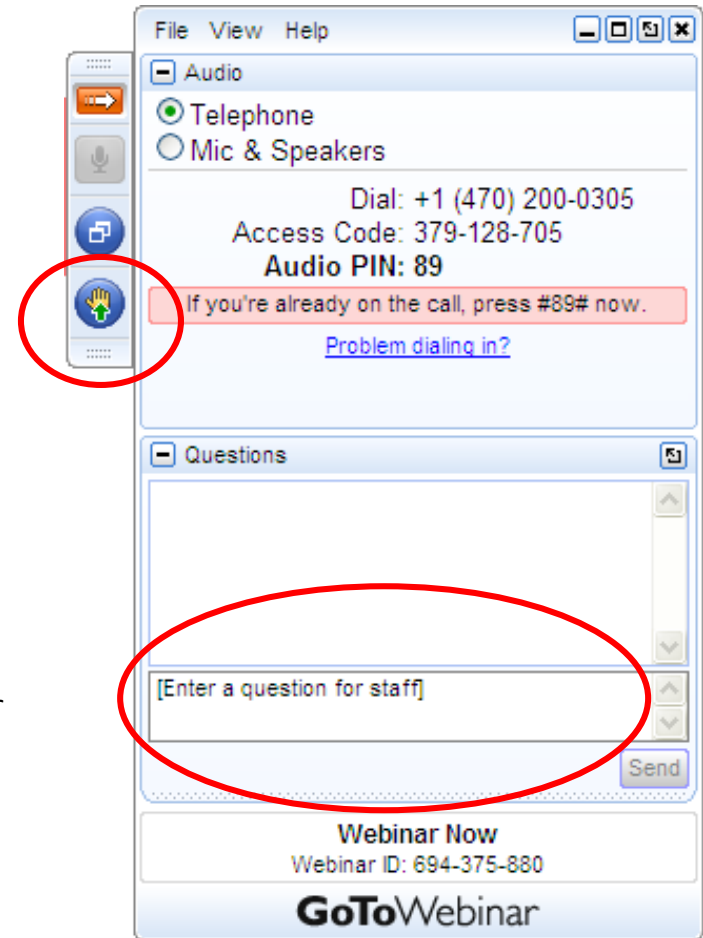 File View Help
Audio
Telephone
Mic & Speakers
Dial: +1 (470) 200-0305
Access Code: 379-128-705
Audio PIN: 89
If you're already on the call, press #89# now.
Problem dialing in?
Questions
[Enter a question for staff]
Send
Webinar Now
Webinar ID: 694-375-880
GoToWebinar